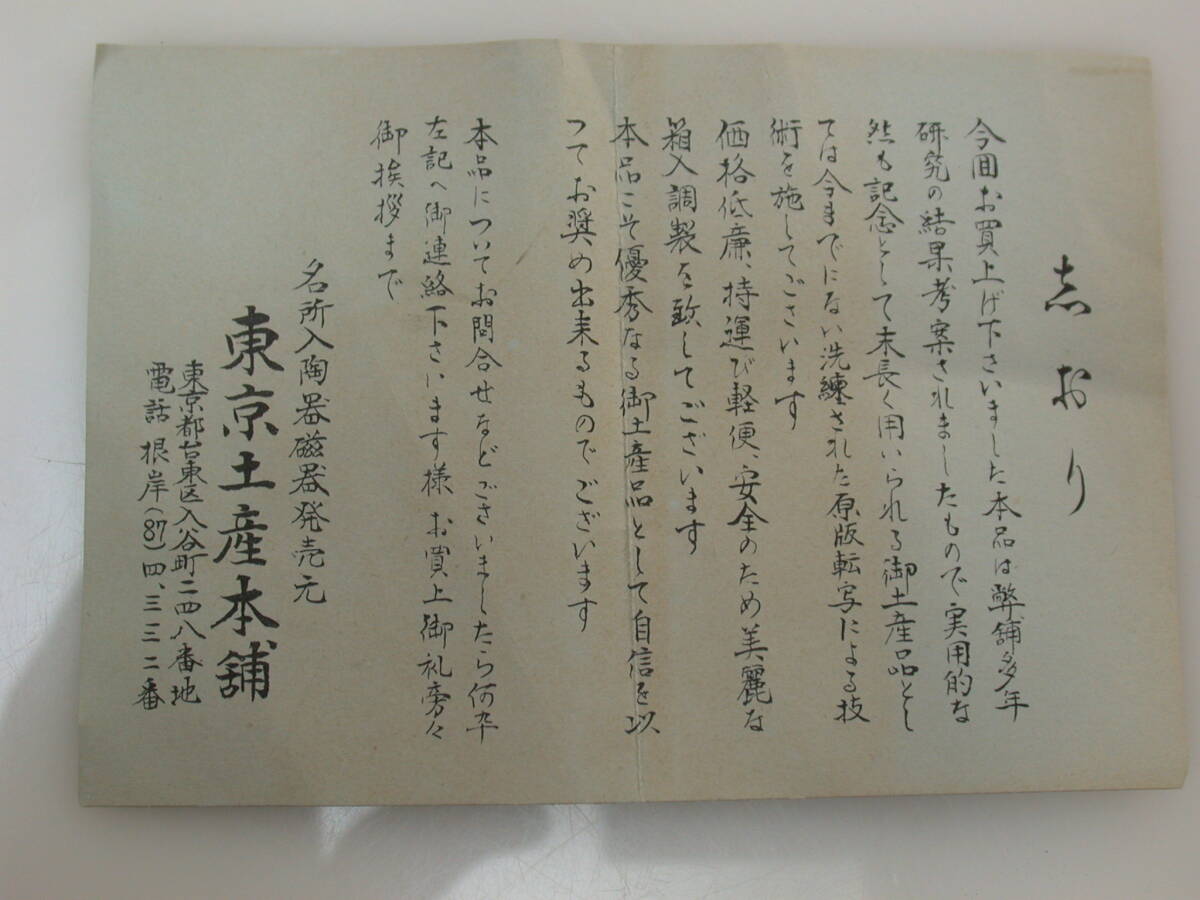 志おり
今回お買上げ下さいました本品は弊舗多年
研究の結果考案されましたもので実用的な
然も記念として末長く用いられる御土産品とし
ては今までにない洗練された原版転写による技
術を施してございます
価格低廉、持運び軽便、安全のため美麗な
箱入調製を致してございます
本品こそ優秀なる御土産品として自信を以
つてお奨め出来るものでございます
本品についてお問合せなどございましたら何卒
左記へ御連絡下さいます様お買上御礼旁々
御挨拶まで
名所入陶器磁器発売元
東京土産本舗
東京都台東区入谷町二四八番地
電話根岸(87)四、三三二番